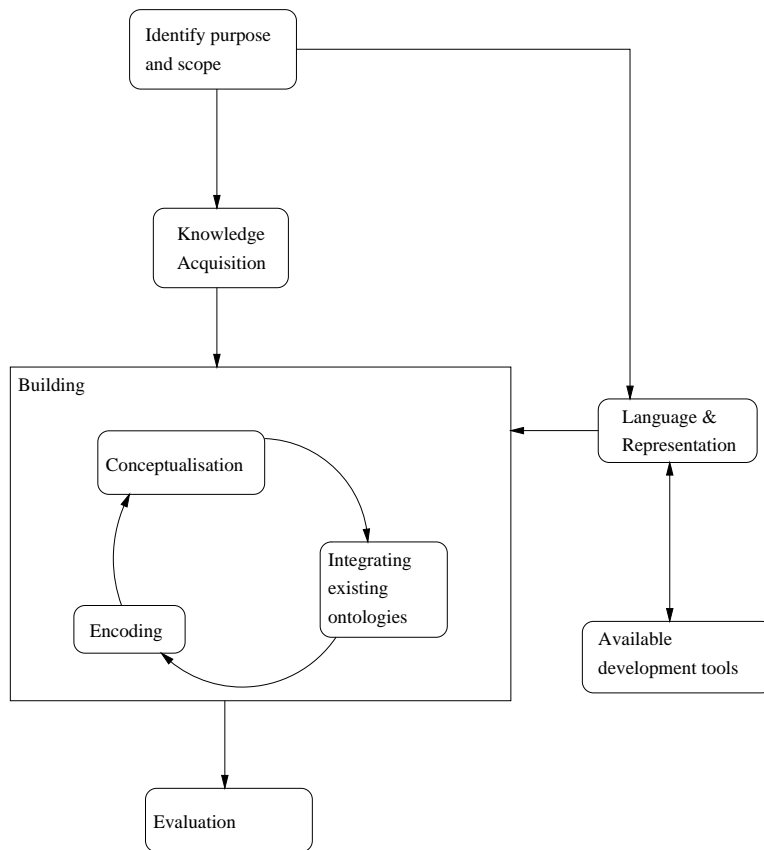 Identify purpose
and scope
Knowledge
Acquisition
Building
Language &
Representation
Conceptualisation
Integrating
existing
ontologies
Encoding
Available
development tools
Evaluation